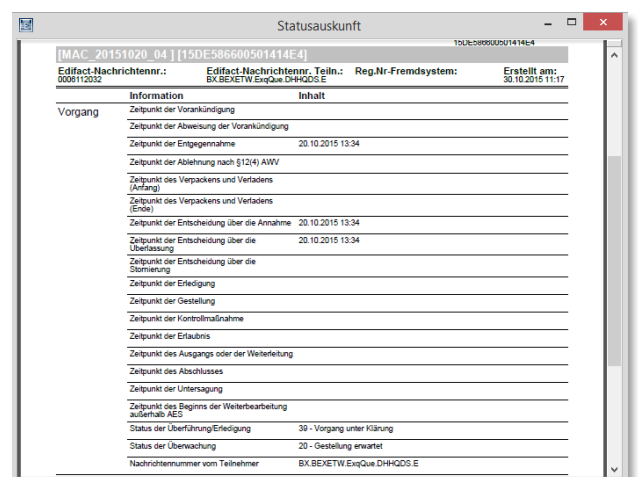 Statusauskunft
15DE586600501414E4
[MAC_20151020_04 ] [15DE586600501414E4]
Edifact-Nachrichtennr.: Edifact-Nachrichtennr. Teiln.: Reg.Nr-Fremdsystem: Erstellt am:
0006112032 BX.BEXETW.ExqQue.DHHQDS.E 30.10.2015 11:17
Information Inhalt
Vorgang Zeitpunkt der Vorankündigung
Zeitpunkt der Abweisung der Vorankündigung
Zeitpunkt der Entgegennahme 20.10.2015 13:34
Zeitpunkt der Ablehnung nach §12(4) AWV
Zeitpunkt des Verpackens und Verladens
(Anfang)
Zeitpunkt des Verpackens und Verladens
(Ende)
Zeitpunkt der Entscheidung über die Annahme 20.10.2015 13:34
Zeitpunkt der Entscheidung über die 20.10.2015 13:34
Überlassung
Zeitpunkt der Entscheidung über die
Stornierung
Zeitpunkt der Erledigung
Zeitpunkt der Gestellung
Zeitpunkt der Kontrollmaßnahme
Zeitpunkt der Erlaubnis
Zeitpunkt des Ausgangs oder der Weiterleitung
Zeitpunkt des Abschlusses
Zeitpunkt der Untersagung
Zeitpunkt des Beginns der Weiterbearbeitung
außerhalb AES
Status der Überführung/Erledigung 39 - Vorgang unter Klärung
Status der Überwachung 20 - Gestellung erwartet
Nachrichtennummer vom Teilnehmer BX.BEXETW.ExqQue.DHHQDS.E